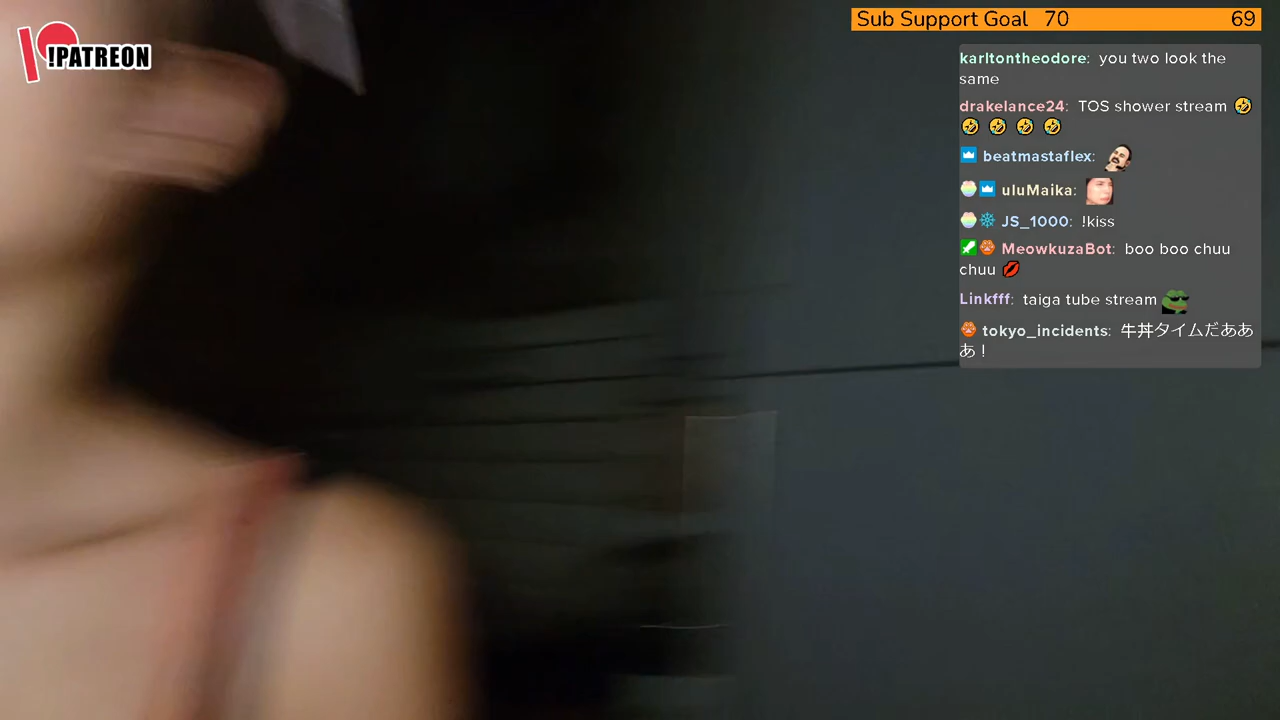 !PATREON
Sub Support Goal 70 69
karltontheodore: you two look the
same
drakelance24: TOS shower stream
beatmastaflex:
uluMaika:
JS_1000: !kiss
MeowkuzaBot: boo boo chuu
chuu
Linkfff: taiga tube stream
tokyo_incidents: 牛丼タイムだああ
あ！